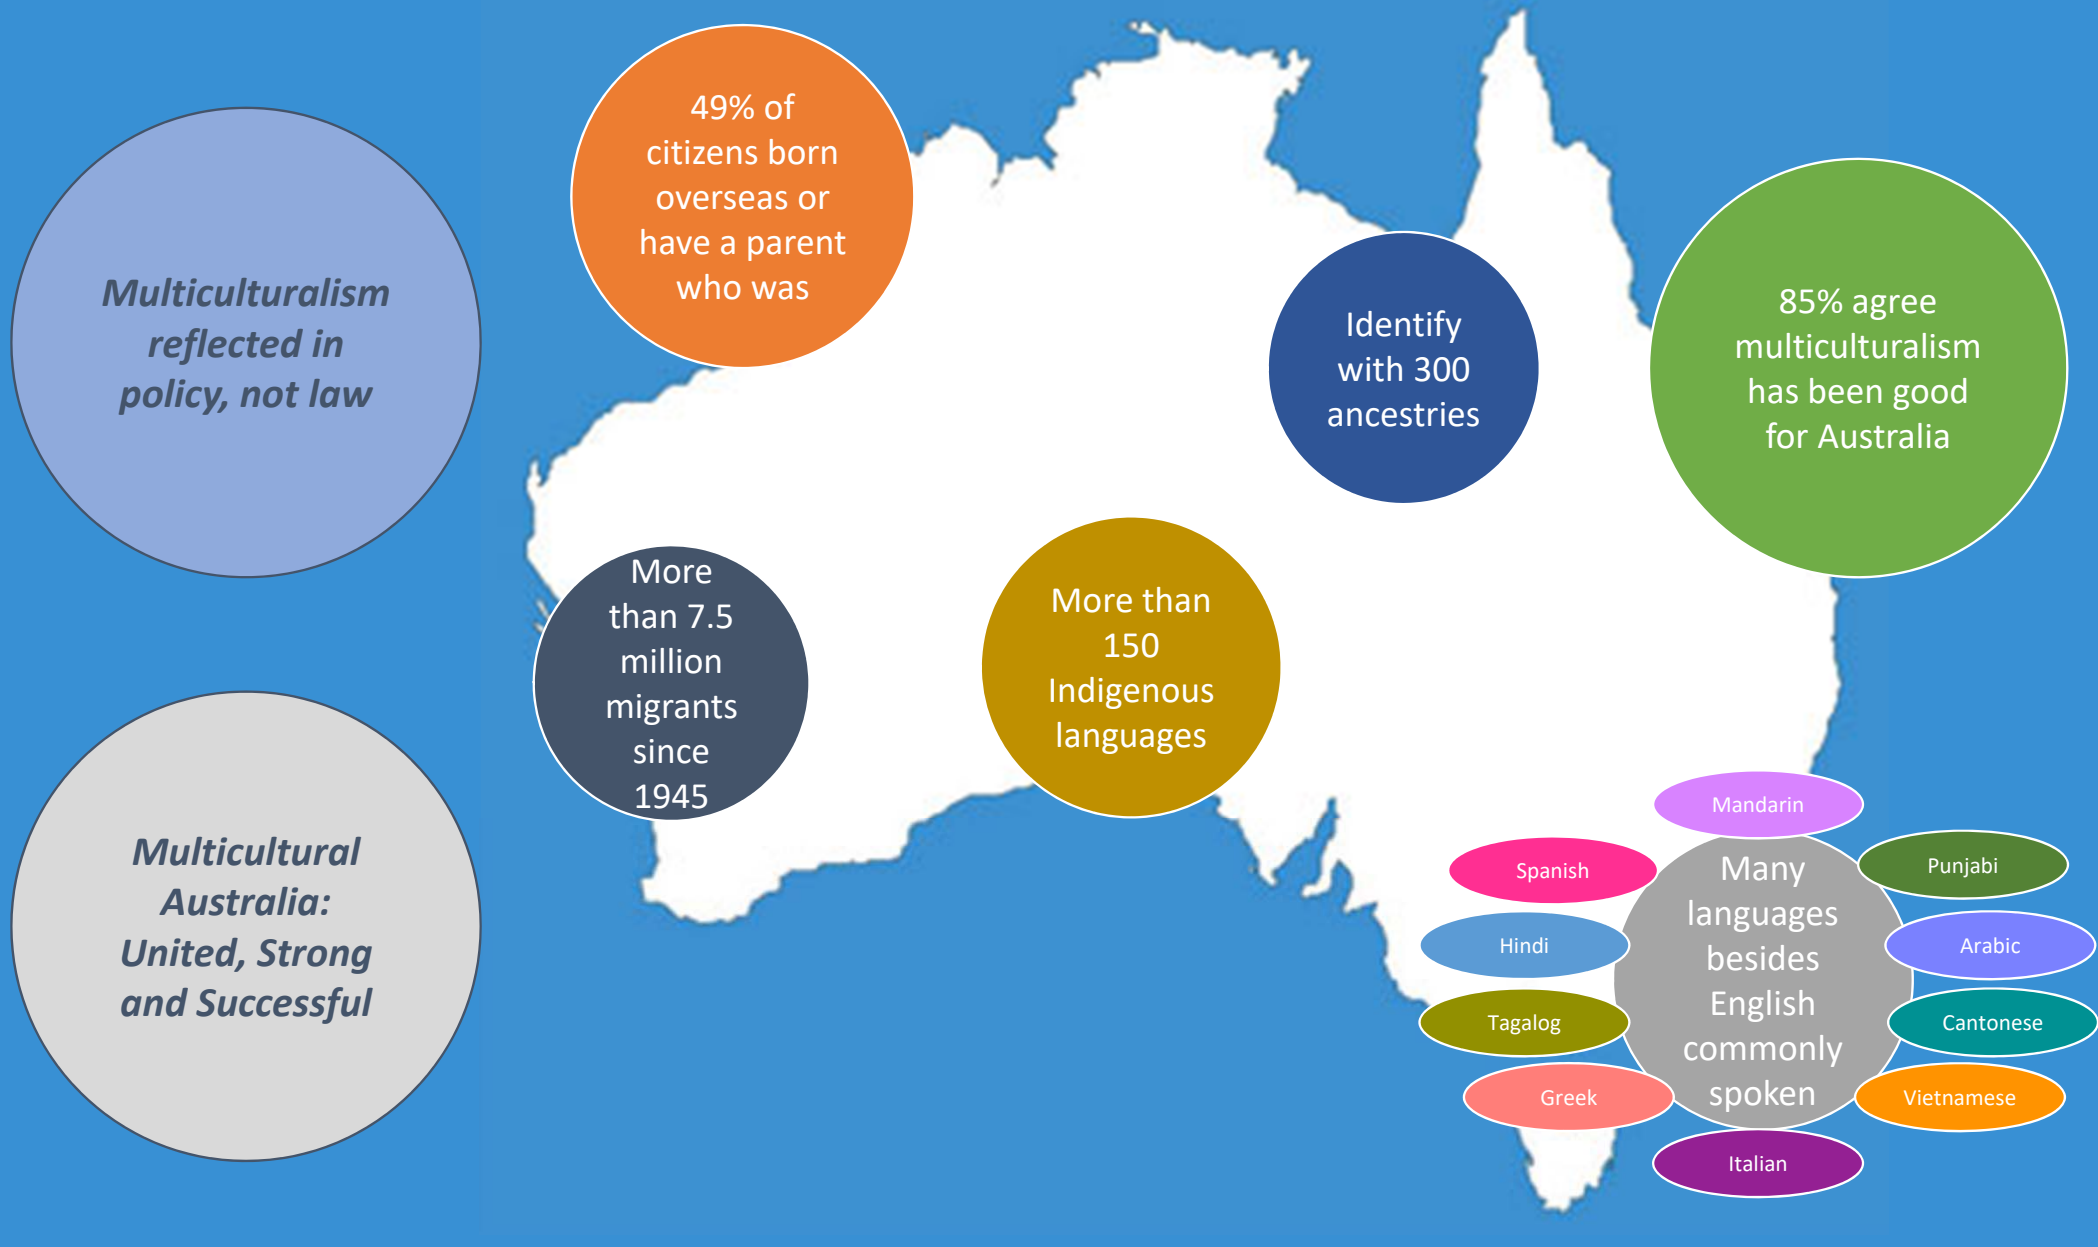 Multiculturalism
reflected in
policy, not law
Multicultural
Australia:
United, Strong
and Successful
49% of
citizens born
overseas or
have a parent
who was
Identify
with 300
ancestries
85% agree
multiculturalism
has been good
for Australia
More
than 7.5
million
migrants
since
1945
More than
150
Indigenous
languages
Many
languages
besides
English
commonly
spoken
Mandarin
Punjabi
Arabic
Cantonese
Vietnamese
Italian
Greek
Tagalog
Hindi
Spanish